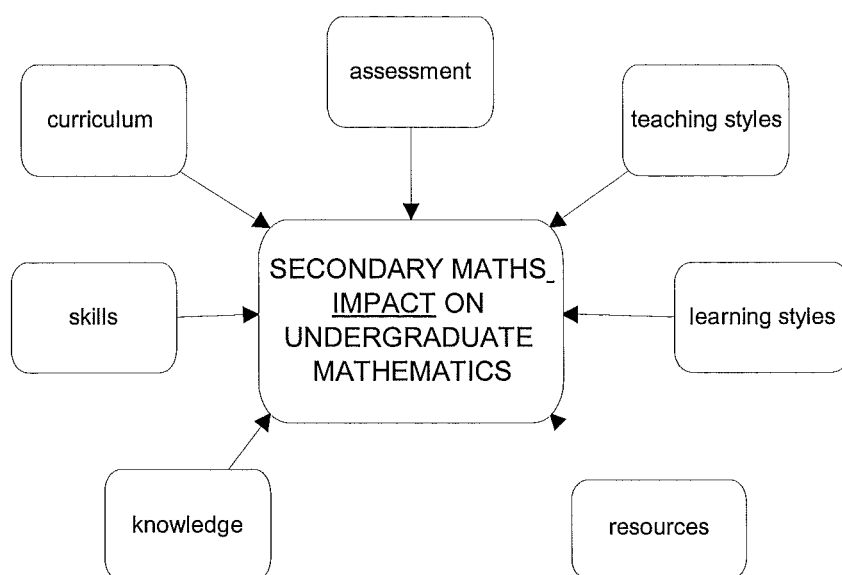 assessment
curriculum
teaching styles
SECONDARY MATHS
IMPACT ON
UNDERGRADUATE
MATHEMATICS
skills
learning styles
knowledge
resources